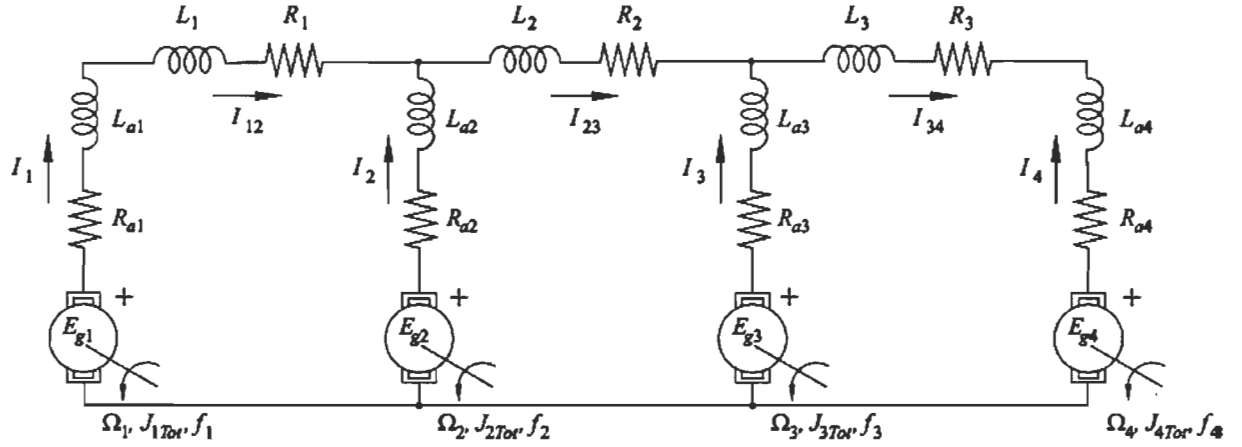 L1 R1 L2 R2 L3 R3
I12 I23 I34
La1 La2 La3 La4
I1 I2 I3 I4
Ra1 Ra2 Ra3 Ra4
+ + + +
Eg1 Eg2 Eg3 Eg4
Ω1, J1Tot, f1 Ω2, J2Tot, f2 Ω3, J3Tot, f3 Ω4, J4Tot, f4